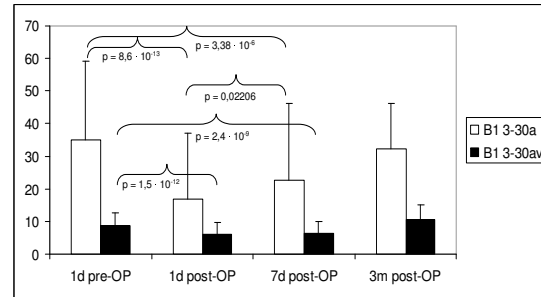 70
60
50
40
30
20
10
0
p = 3,38 · 10⁻⁶
p = 8,6 · 10⁻¹³
p = 0,02206
p = 2,4 · 10⁻⁹
p = 1,5 · 10⁻¹²
1d pre-OP 1d post-OP 7d post-OP 3m post-OP
B1 3-30a
B1 3-30av